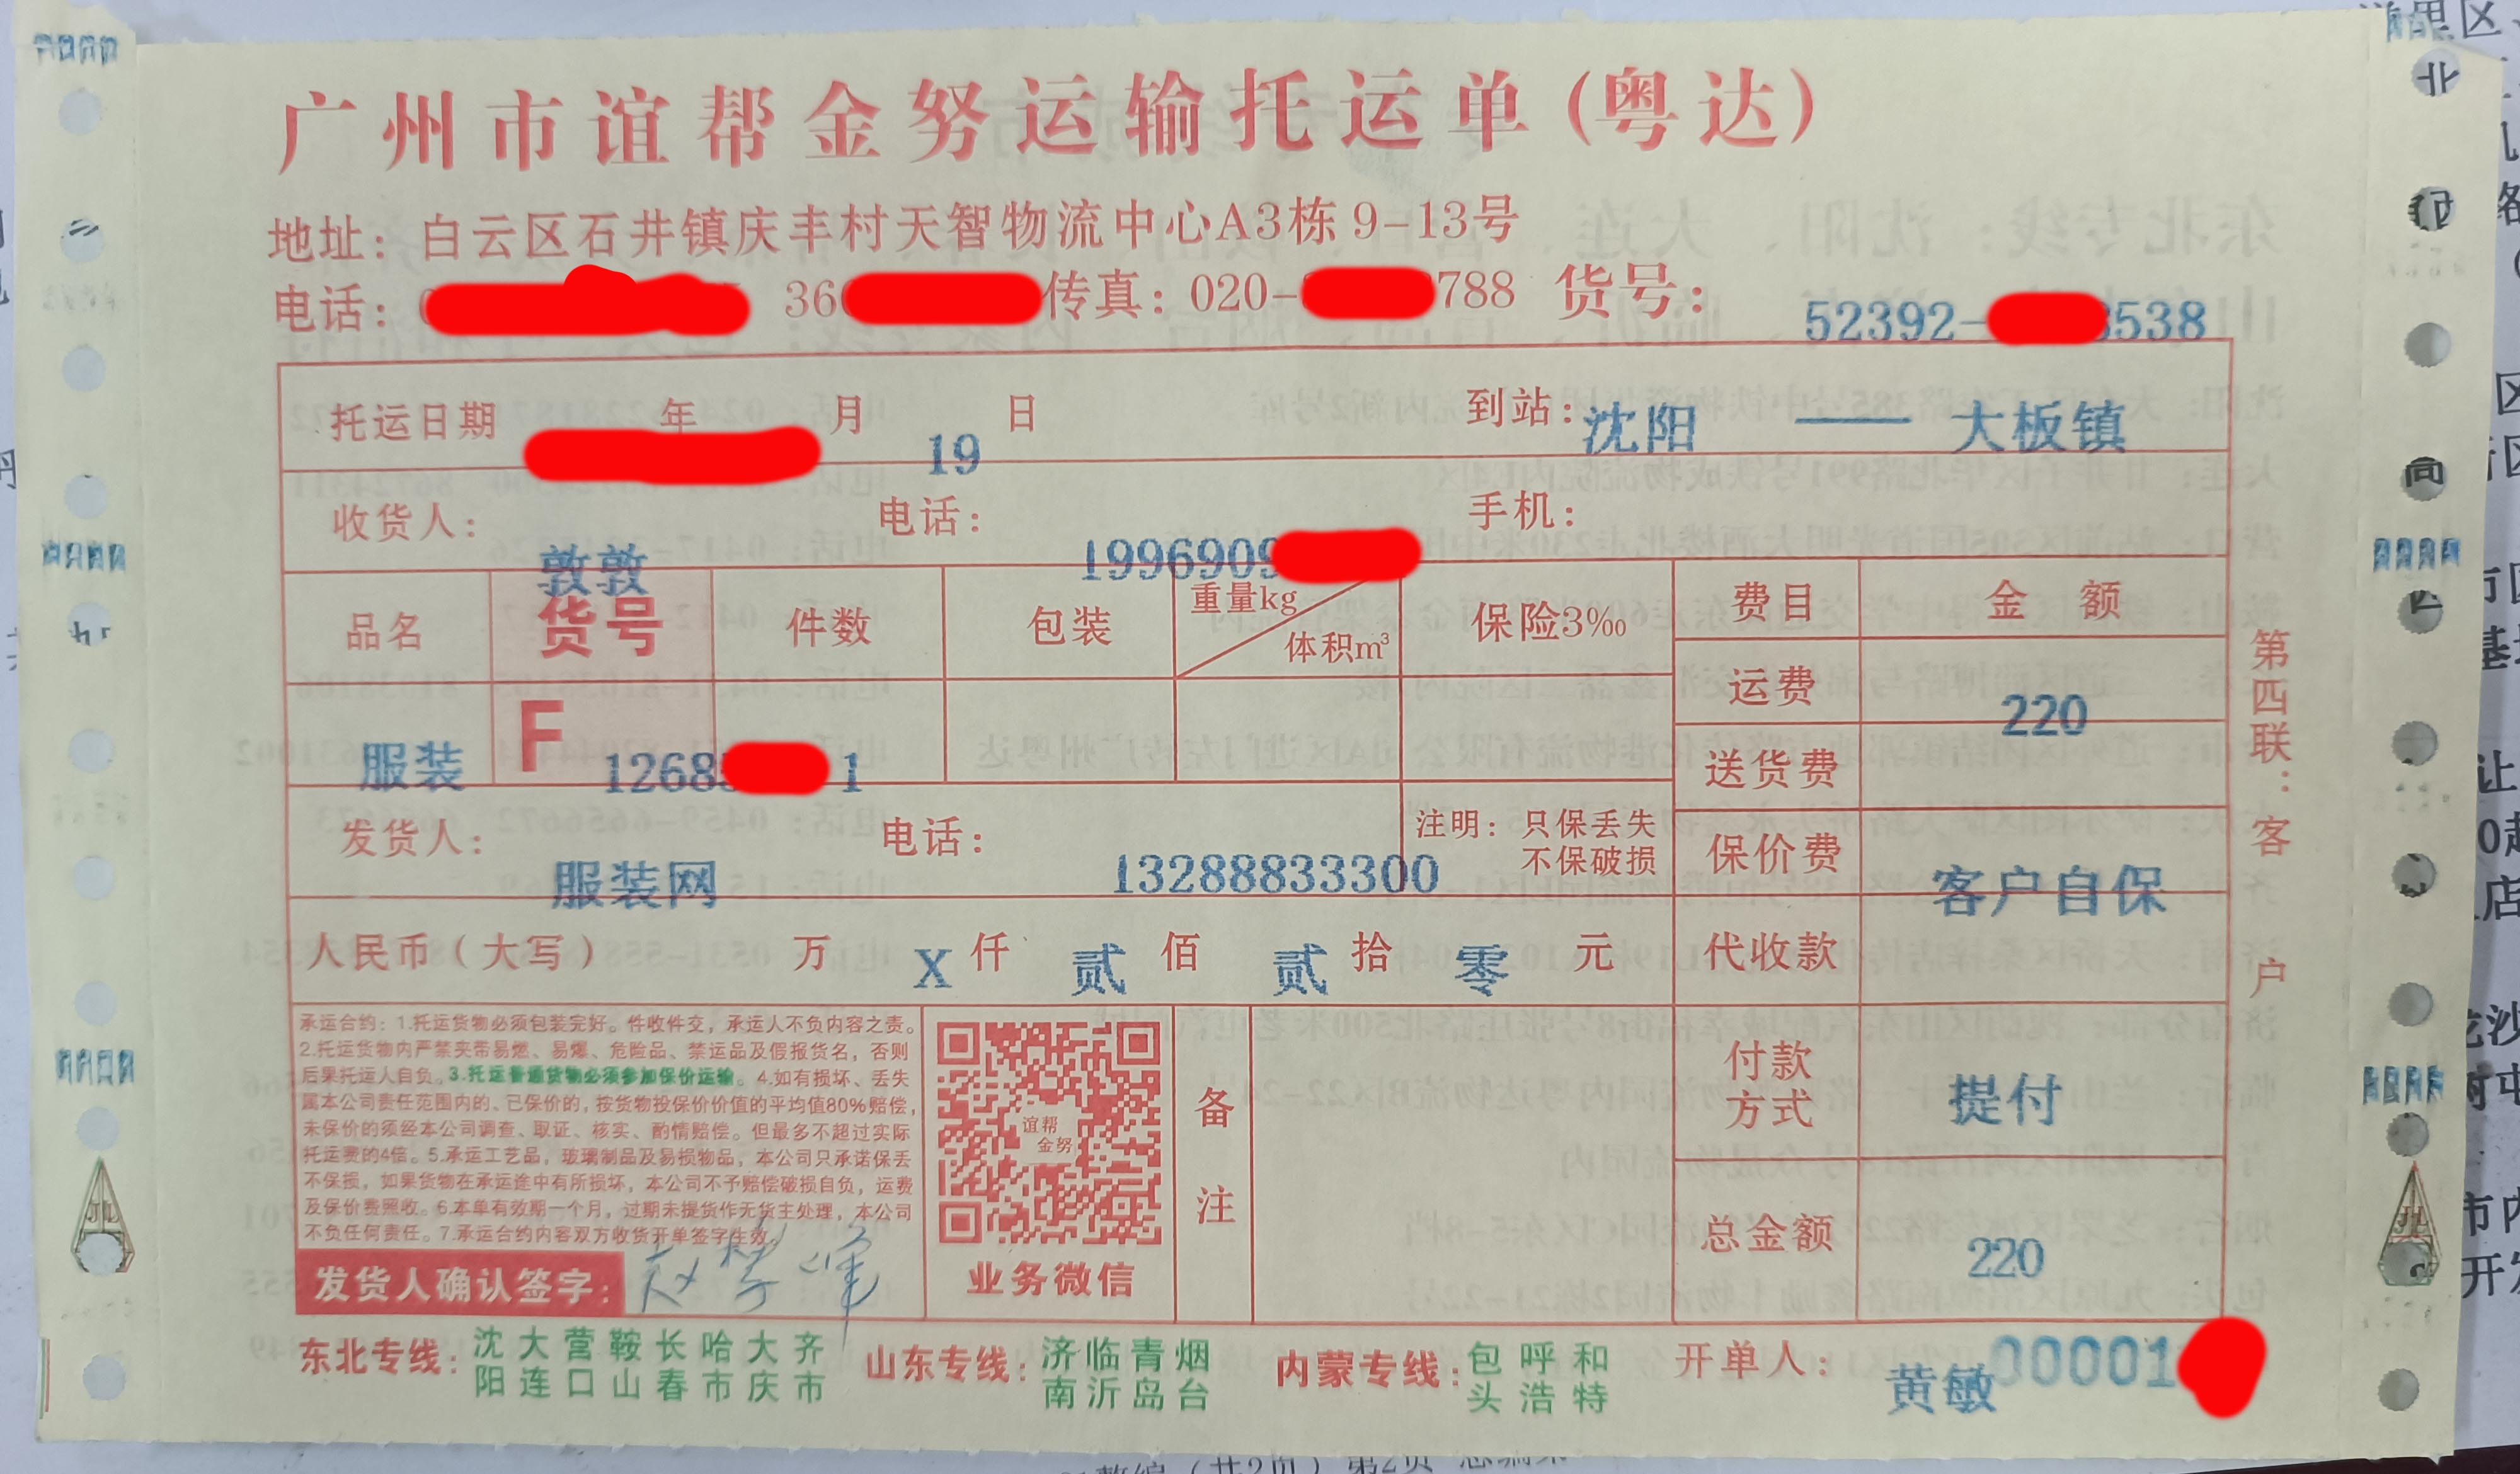 广州市谊帮金努运输托运单(粤达)
地址：白云区石井镇庆丰村天智物流中心A3栋9-13号
电话： 36 传真：020- 788 货号： 52392- 3538
托运日期 年 月 19 日 到站：沈阳 —— 大板镇
收货人：敦敦 电话：1996909 手机：
品名 货号 件数 包装 重量kg 体积m³ 保险3‰ 费目 金 额
运费 220
服装 F 1268 1 送货费
发货人：服装网 电话：13288833300 注明：只保丢失 不保破损 保价费 客户自保
人民币（大写） 万 X 仟 贰 佰 贰 拾 零 元 代收款
承运合约：1.托运货物必须包装完好。件收件交，承运人不负内容之责。
2.托运货物内严禁夹带易燃、易爆、危险品、禁运品及假报货名，否则
后果托运人自负。3.托运普通货物必须参加保价运输。4.如有损坏、丢失
属本公司责任范围内的、已保价的，按货物投保价价值的平均值80%赔偿，
未保价的须经本公司调查、取证、核实、酌情赔偿。但最多不超过实际
托运费的4倍。5.承运工艺品，玻璃制品及易损物品，本公司只承诺保丢
不保损，如果货物在承运途中有所损坏，本公司不予赔偿破损自负，运费
及保价费照收。6.本单有效期一个月，过期未提货作无货主处理，本公司
不负任何责任。7.承运合约内容双方收货开单签字生效。
发货人确认签字：
谊帮
金努
业务微信
备注
付款方式 提付
总金额 220
第四联：客户
东北专线：沈阳 大连 营口 鞍山 长春 哈市 大庆 齐市 山东专线：济南 临沂 青岛 烟台 内蒙专线：包头 呼浩 和特 开单人：黄敏 00001